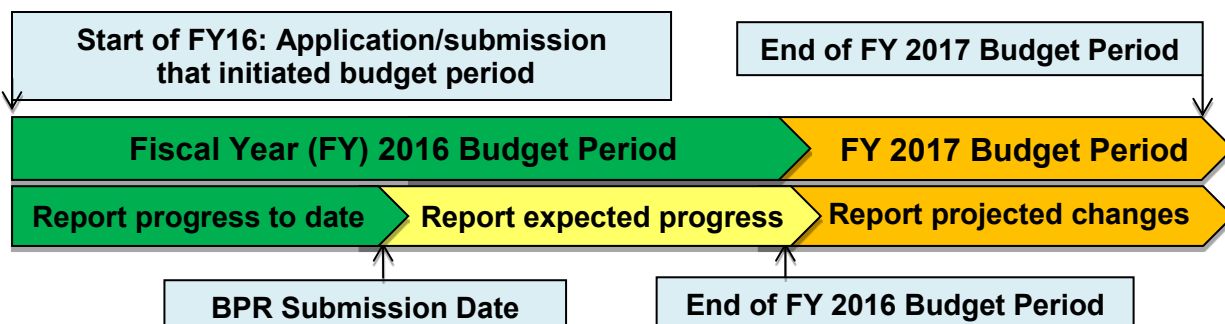 Start of FY16: Application/submission
that initiated budget period
End of FY 2017 Budget Period
Fiscal Year (FY) 2016 Budget Period
FY 2017 Budget Period
Report progress to date
Report expected progress
Report projected changes
BPR Submission Date
End of FY 2016 Budget Period